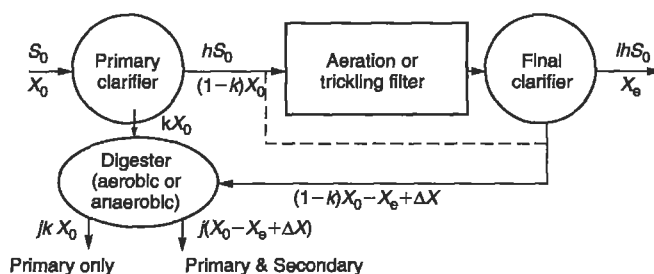 S₀
X₀
Primary
clarifier
hS₀
(1−k)X₀
Aeration or
trickling filter
Final
clarifier
lhS₀
Xₑ
kX₀
Digester
(aerobic or
anaerobic)
(1−k)X₀−Xₑ+ΔX
jk X₀
j(X₀−Xₑ+ΔX)
Primary only
Primary & Secondary